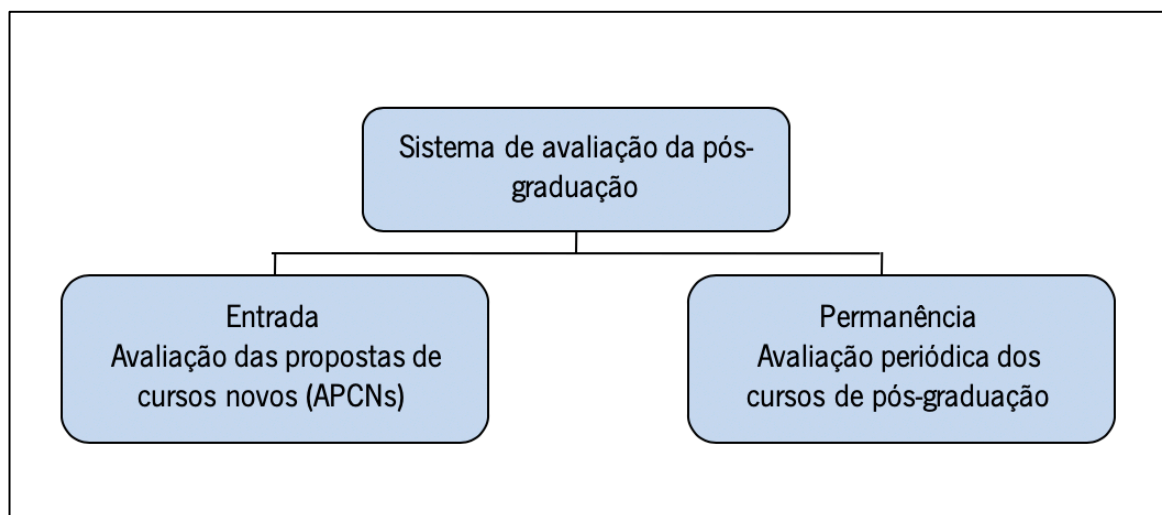 Sistema de avaliação da pós-
graduação
Entrada
Avaliação das propostas de
cursos novos (APCNs)
Permanência
Avaliação periódica dos
cursos de pós-graduação